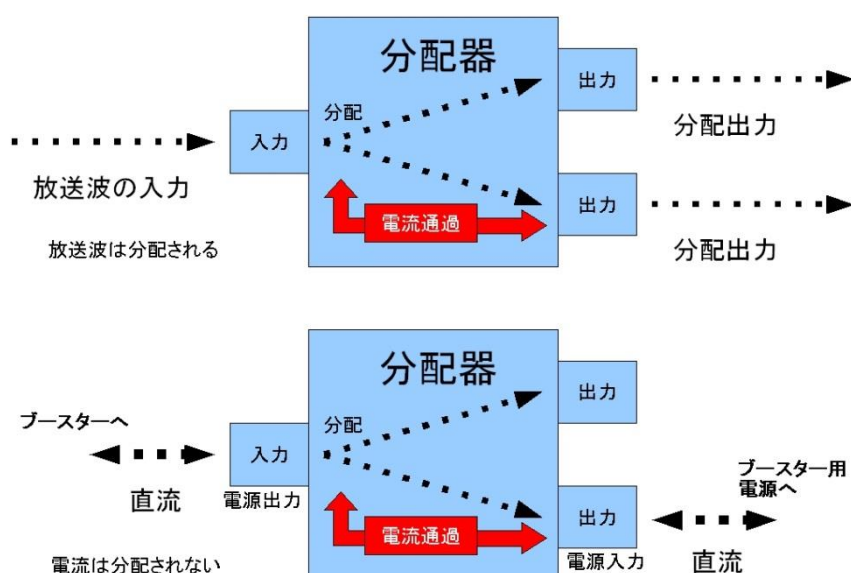 分配器
出力
分配
入力
分配出力
放送波の入力
出力
電流通過
放送波は分配される
分配出力
分配器
出力
ブースターへ
分配
入力
ブースター用
電源へ
直流
電源出力
出力
電流通過
電源入力
直流
電流は分配されない